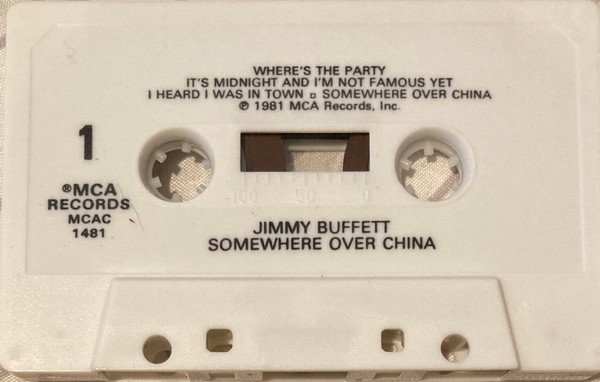 WHERE'S THE PARTY
IT'S MIDNIGHT AND I'M NOT FAMOUS YET
I HEARD I WAS IN TOWN ▫ SOMEWHERE OVER CHINA
℗ 1981 MCA Records, Inc.
1
®MCA
RECORDS
MCAC
1481
-100 50 0
JIMMY BUFFETT
SOMEWHERE OVER CHINA